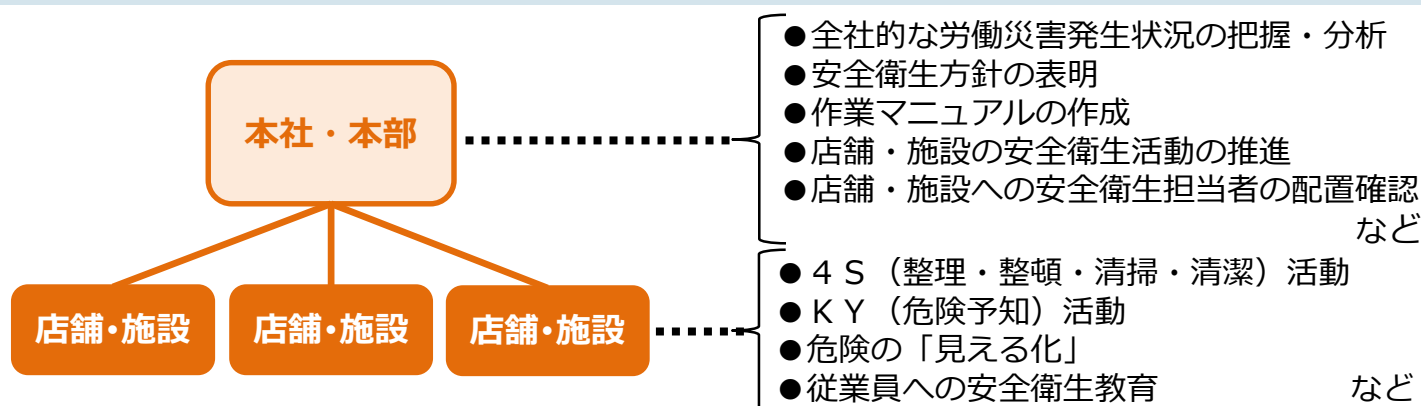 本社・本部
●全社的な労働災害発生状況の把握・分析
●安全衛生方針の表明
●作業マニュアルの作成
●店舗・施設の安全衛生活動の推進
●店舗・施設への安全衛生担当者の配置確認
など
店舗・施設
店舗・施設
店舗・施設
●４Ｓ（整理・整頓・清掃・清潔）活動
●ＫＹ（危険予知）活動
●危険の「見える化」
●従業員への安全衛生教育 など